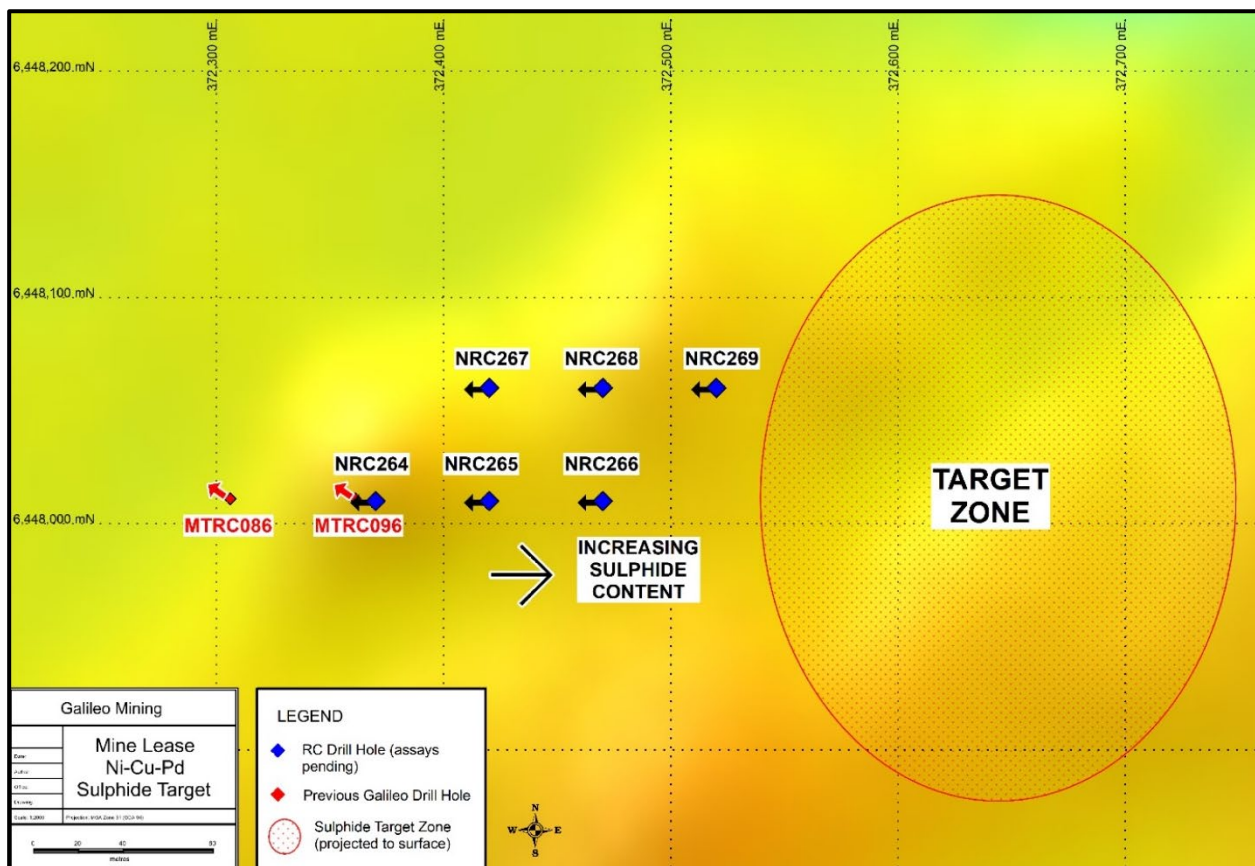 372,300 mE.
372,400 mE.
372,500 mE.
372,600 mE.
372,700 mE.
6,448,200 mN
6,448,100 mN
NRC267
NRC268
NRC269
NRC264
NRC265
NRC266
MTRC086
MTRC096
6,448,000 mN
TARGET
ZONE
INCREASING
SULPHIDE
CONTENT
Galileo Mining
Mine Lease
Ni-Cu-Pd
Sulphide Target
0
40
80
metres
LEGEND
RC Drill Hole (assays
pending)
Previous Galileo Drill Hole
Sulphide Target Zone
(projected to surface)
N
W
E
S